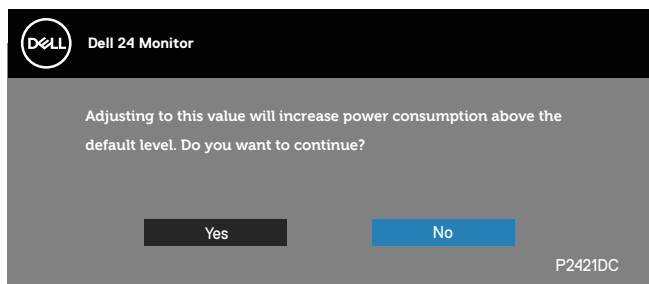 DELL
Dell 24 Monitor
Adjusting to this value will increase power consumption above the
default level. Do you want to continue?
Yes
No
P2421DC